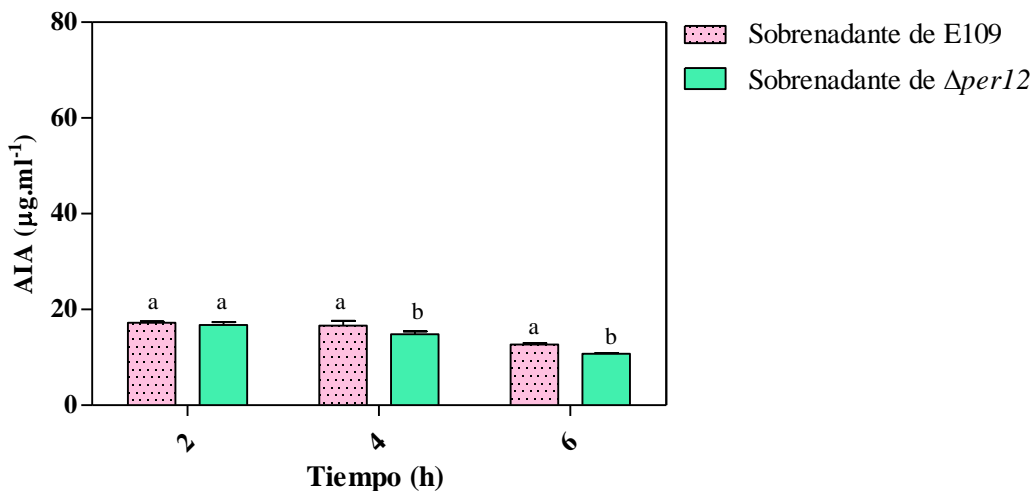 80
60
40
20
0
AIA (µg.ml-1)
a a a b a b
2 4 6
Tiempo (h)
Sobrenadante de E109
Sobrenadante de Δper12